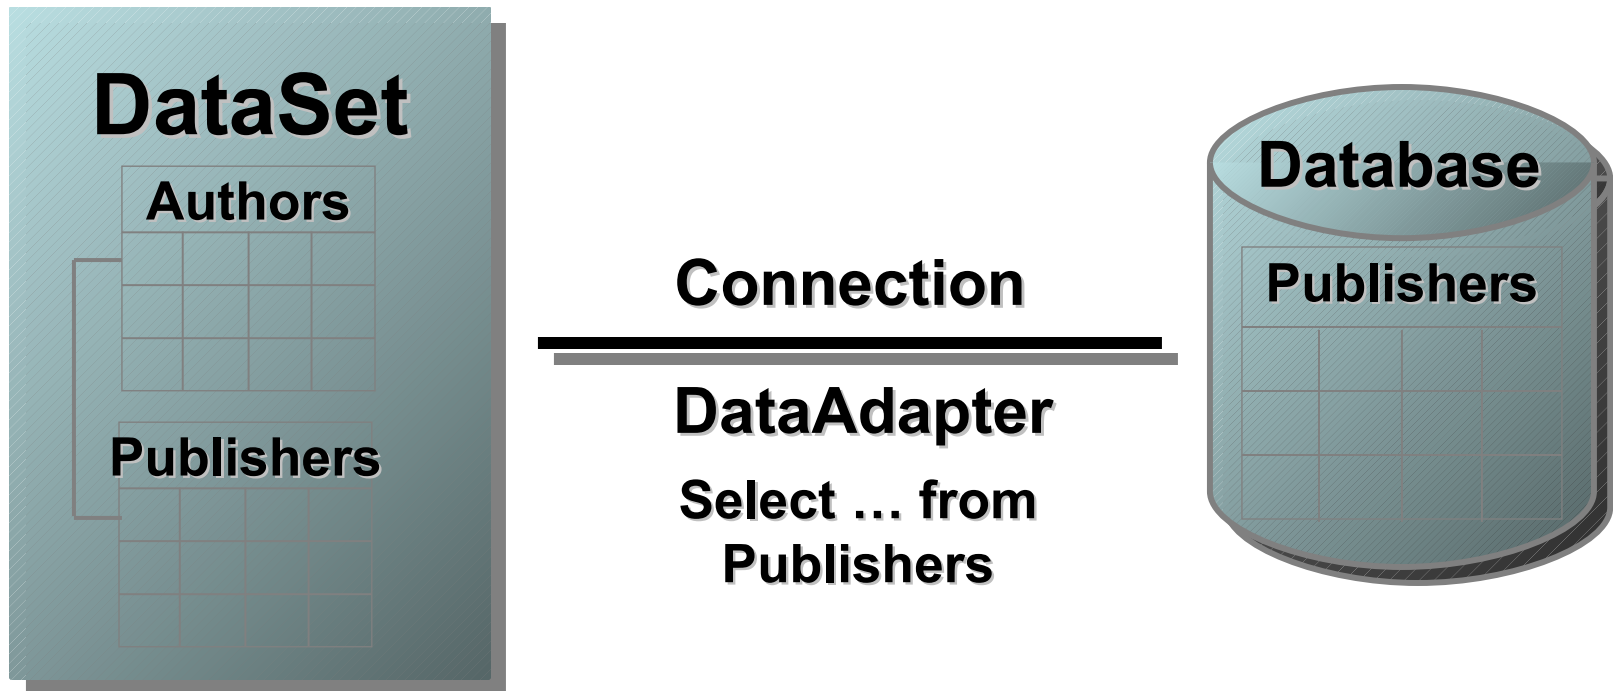 DataSet
Authors
Publishers
Connection
DataAdapter
Select … from
Publishers
Database
Publishers